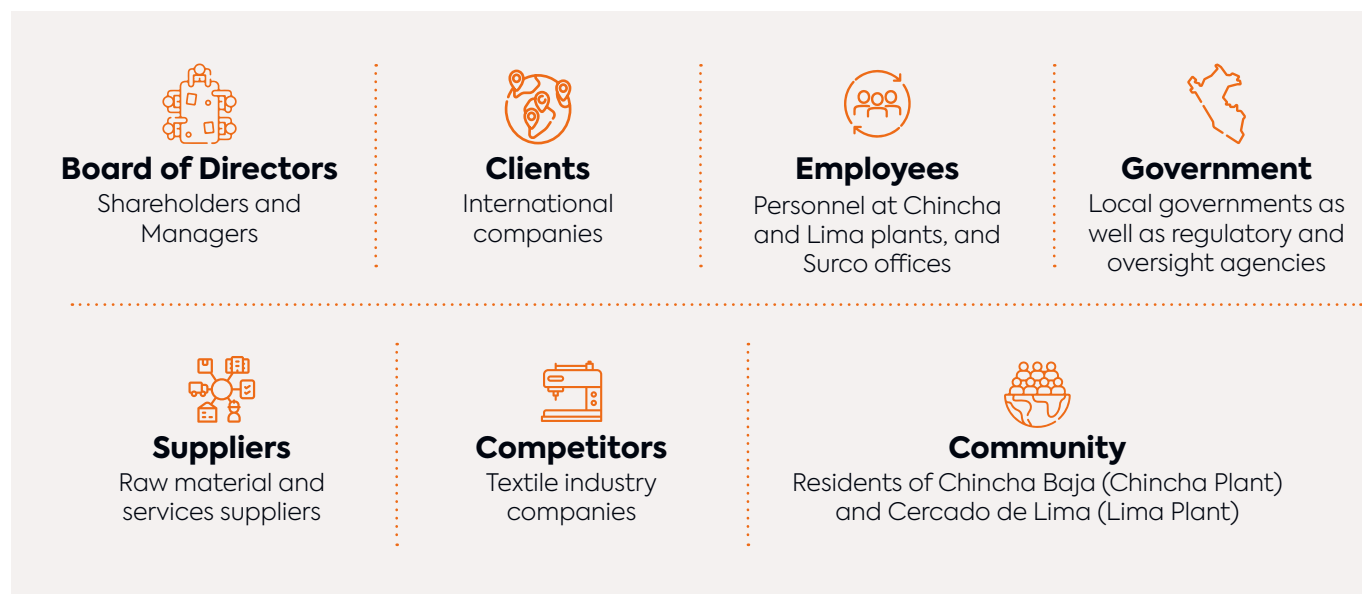 Board of Directors
Shareholders and
Managers
Clients
International
companies
Employees
Personnel at Chincha
and Lima plants, and
Surco offices
Government
Local governments as
well as regulatory and
oversight agencies
Suppliers
Raw material and
services suppliers
Competitors
Textile industry
companies
Community
Residents of Chincha Baja (Chincha Plant)
and Cercado de Lima (Lima Plant)